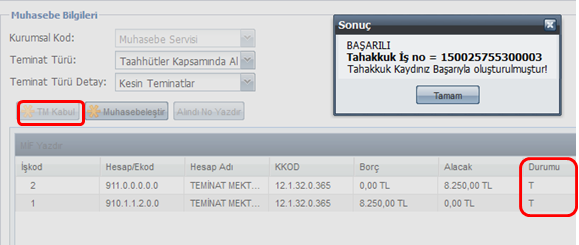 Muhasebe Bilgileri
Kurumsal Kod: Muhasebe Servisi
Teminat Türü: Taahhütler Kapsamında Al
Teminat Türü Detay: Kesin Teminatlar
TM Kabul Muhasebeleştir Alındı No Yazdır
MİF Yazdır
İşkod Hesap/Ekod Hesap Adı KKOD Borç Alacak Durumu
2 911.0.0.0.0 TEMİNAT MEKT... 12.1.32.0.365 0,00 TL 8.250,00 TL T
1 910.1.1.2.0.0 TEMİNAT MEKT... 12.1.32.0.365 8.250,00 TL 0,00 TL T
Sonuç
BAŞARILI
Tahakkuk İş no = 150025755300003
Tahakkuk Kaydınız Başarıyla oluşturulmuştur!
Tamam